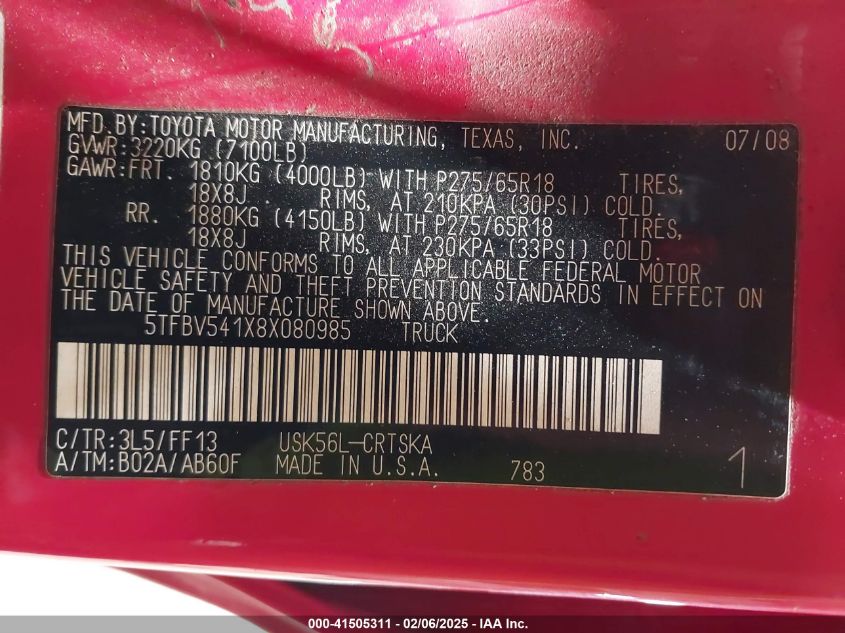 MFD. BY: TOYOTA MOTOR MANUFACTURING, TEXAS, INC. 07/08
GVWR: 3220KG (7100LB)
GAWR: FRT. 1810KG (4000LB) WITH P275/65R18 TIRES,
18X8J RIMS, AT 210KPA (30PSI) COLD.
RR. 1880KG (4150LB) WITH P275/65R18 TIRES,
18X8J RIMS, AT 230KPA (33PSI) COLD.
THIS VEHICLE CONFORMS TO ALL APPLICABLE FEDERAL MOTOR
VEHICLE SAFETY AND THEFT PREVENTION STANDARDS IN EFFECT ON
THE DATE OF MANUFACTURE SHOWN ABOVE.
5TFBV541X8X080985 TRUCK
C/TR: 3L5/FF13 USK56L-CRTSKA
A/TM: B02A/AB60F MADE IN U.S.A. 783 1
000-41505311 - 02/06/2025 - IAA Inc.